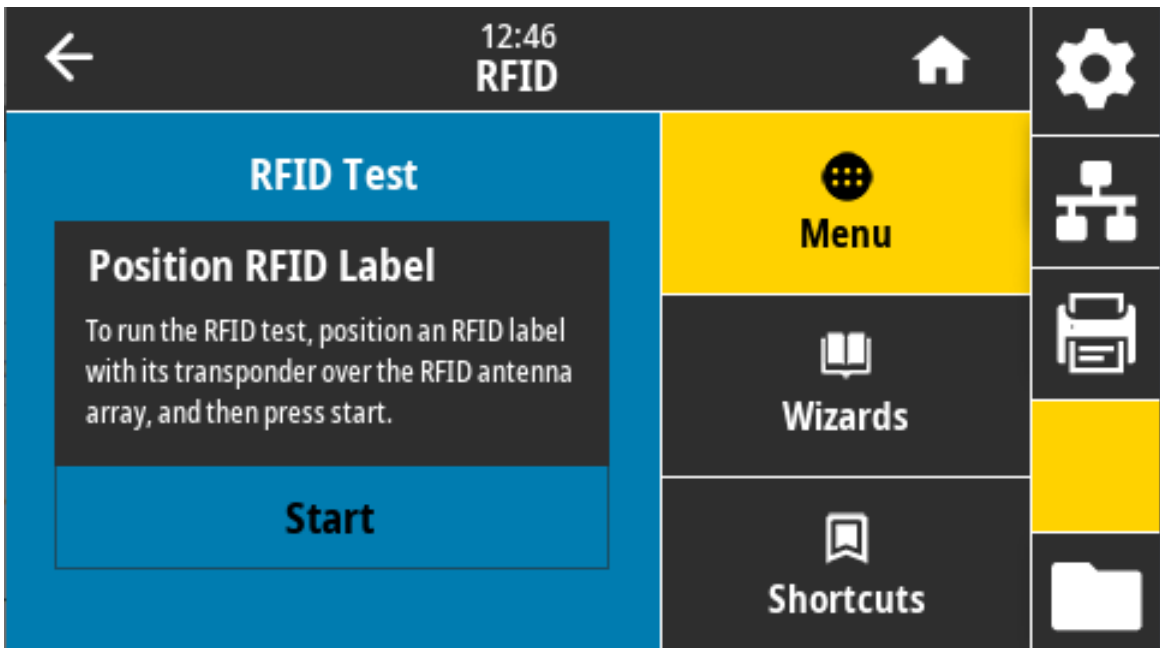 12:46
RFID
RFID Test
Position RFID Label
To run the RFID test, position an RFID label
with its transponder over the RFID antenna
array, and then press start.
Start
Menu
Wizards
Shortcuts